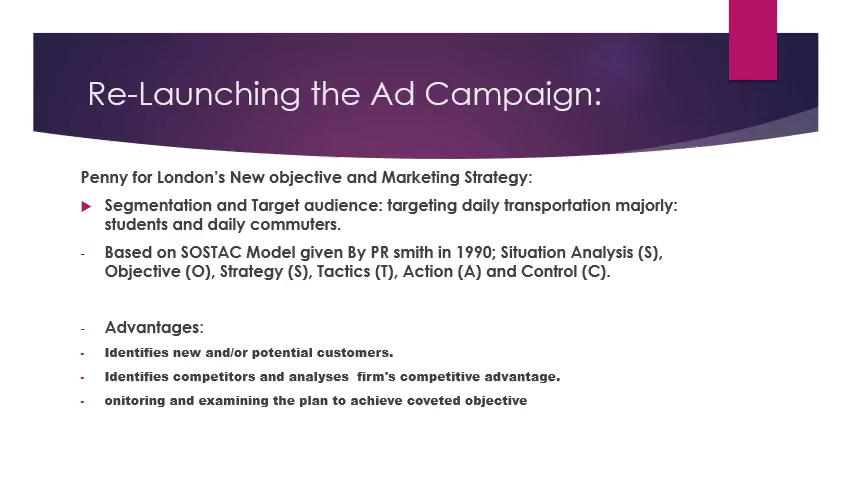 Re-Launching the Ad Campaign:
Penny for London's New objective and Marketing Strategy:
Segmentation and Target audience: targeting daily transportation majorly:
students and daily commuters.
- Based on SOSTAC Model given By PR smith in 1990; Situation Analysis (S),
Objective (O), Strategy (S), Tactics (T), Action (A) and Control (C).
- Advantages:
- Identifies new and/or potential customers.
- Identifies competitors and analyses  firm's competitive advantage.
- onitoring and examining the plan to achieve coveted objective